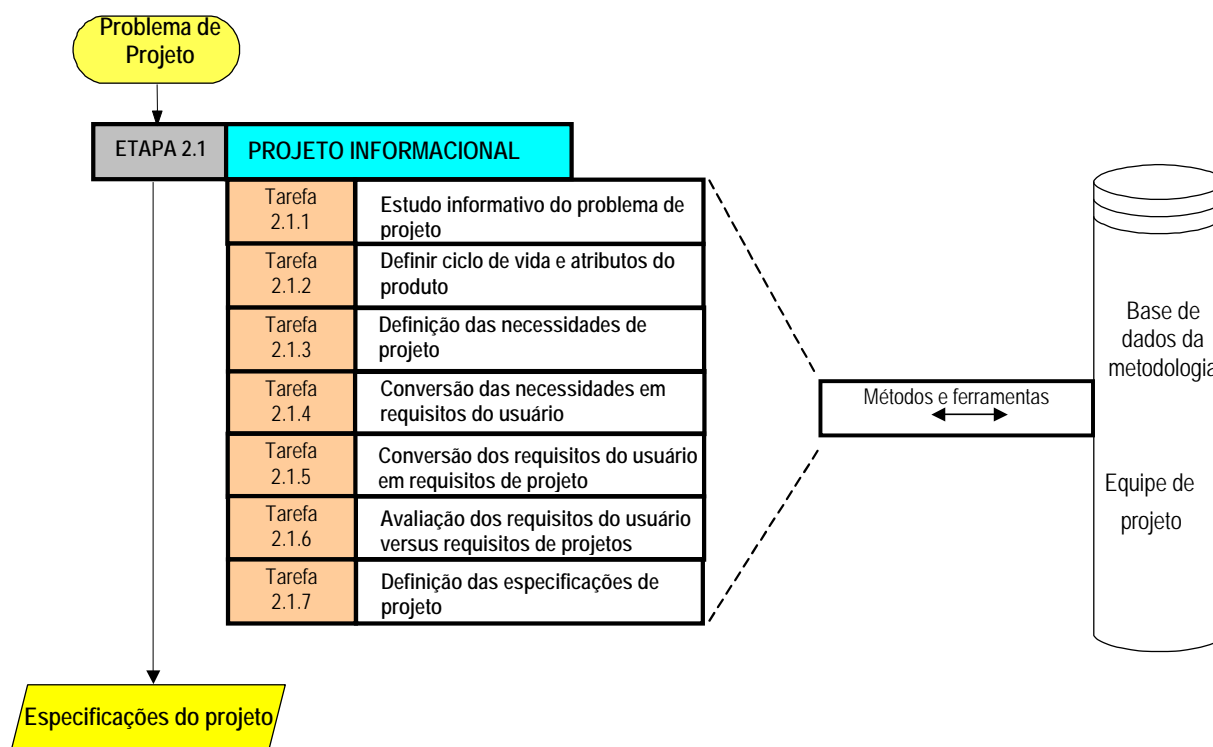 Problema de
Projeto
ETAPA 2.1
PROJETO INFORMACIONAL
Tarefa
2.1.1
Estudo informativo do problema de
projeto
Tarefa
2.1.2
Definir ciclo de vida e atributos do
produto
Tarefa
2.1.3
Definição das necessidades de
projeto
Tarefa
2.1.4
Conversão das necessidades em
requisitos do usuário
Tarefa
2.1.5
Conversão dos requisitos do usuário
em requisitos de projeto
Tarefa
2.1.6
Avaliação dos requisitos do usuário
versus requisitos de projetos
Tarefa
2.1.7
Definição das especificações de
projeto
Métodos e ferramentas
Base de
dados da
metodologia
Equipe de
projeto
Especificações do projeto